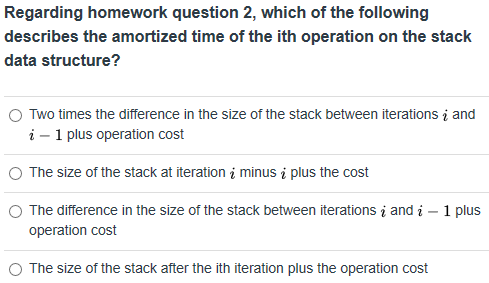 Regarding homework question 2, which of the following
describes the amortized time of the ith operation on the stack
data structure?
Two times the difference in the size of the stack between iterations i and
i − 1 plus operation cost
The size of the stack at iteration i minus i plus the cost
The difference in the size of the stack between iterations i and i − 1 plus
operation cost
The size of the stack after the ith iteration plus the operation cost